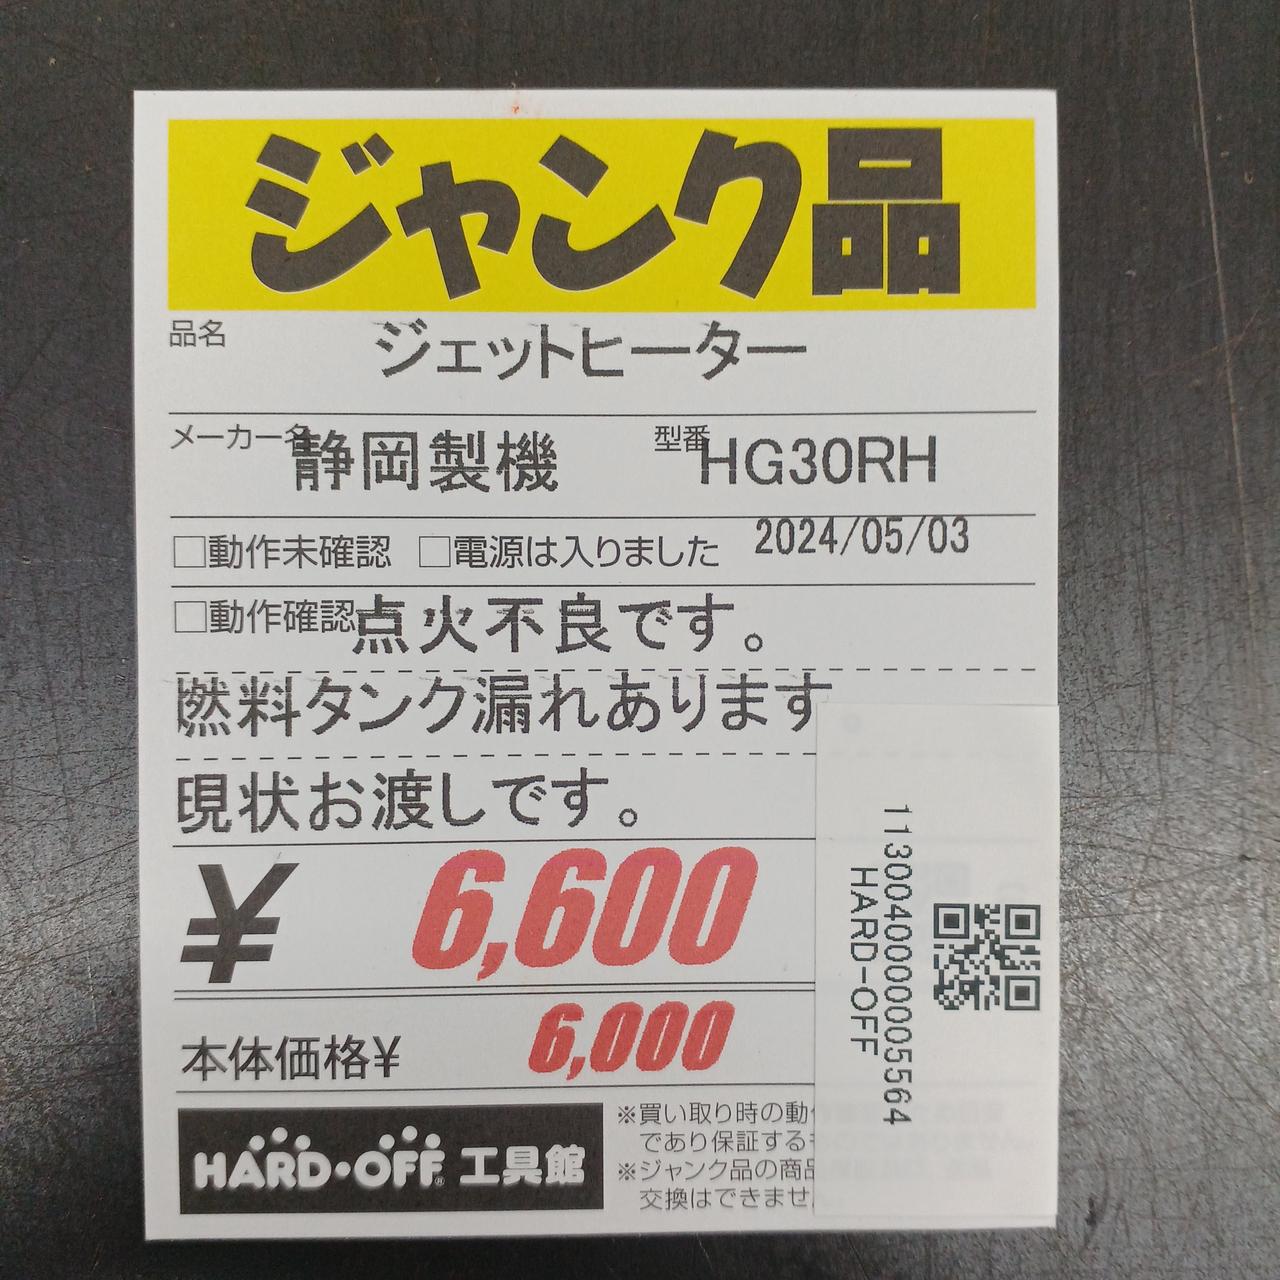 ジャンク品
品名 ジェットヒーター
メーカー名 静岡製機 型番 HG30RH
□動作未確認 □電源は入りました 2024/05/03
□動作確認 点火不良です。
燃料タンク漏れあります。
現状お渡しです。
¥ 6,600
本体価格¥ 6,000
HARD・OFF® 工具館
※買い取り時の動
であり保証する
※ジャンク品の商品
交換はできませ
1130040000005564
HARD-OFF